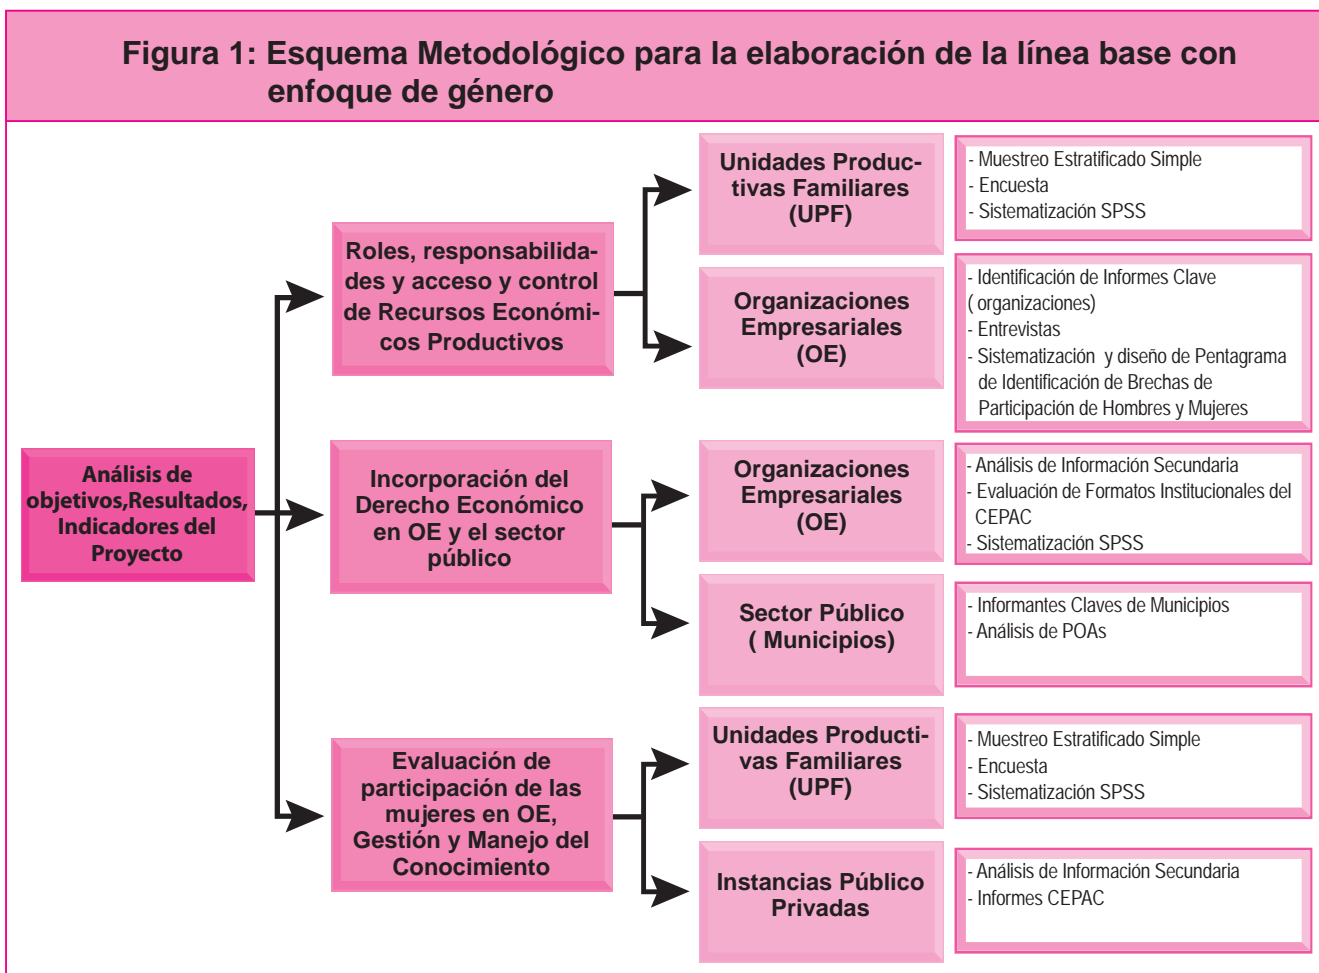 Figura 1: Esquema Metodológico para la elaboración de la línea base con
enfoque de género
Análisis de
objetivos,Resultados,
Indicadores del
Proyecto
Roles, responsabilida-
des y acceso y control
de Recursos Económi-
cos Productivos
Unidades Produc-
tivas Familiares
(UPF)
- Muestreo Estratificado Simple
- Encuesta
- Sistematización SPSS
Organizaciones
Empresariales
(OE)
- Identificación de Informes Clave
( organizaciones)
- Entrevistas
- Sistematización y diseño de Pentagrama
de Identificación de Brechas de
Participación de Hombres y Mujeres
Incorporación del
Derecho Económico
en OE y el sector
público
Organizaciones
Empresariales
(OE)
- Análisis de Información Secundaria
- Evaluación de Formatos Institucionales del
CEPAC
- Sistematización SPSS
Sector Público
( Municipios)
- Informantes Claves de Municipios
- Análisis de POAs
Evaluación de
participación de las
mujeres en OE,
Gestión y Manejo del
Conocimiento
Unidades Producti-
vas Familiares
(UPF)
- Muestreo Estratificado Simple
- Encuesta
- Sistematización SPSS
Instancias Público
Privadas
- Análisis de Información Secundaria
- Informes CEPAC